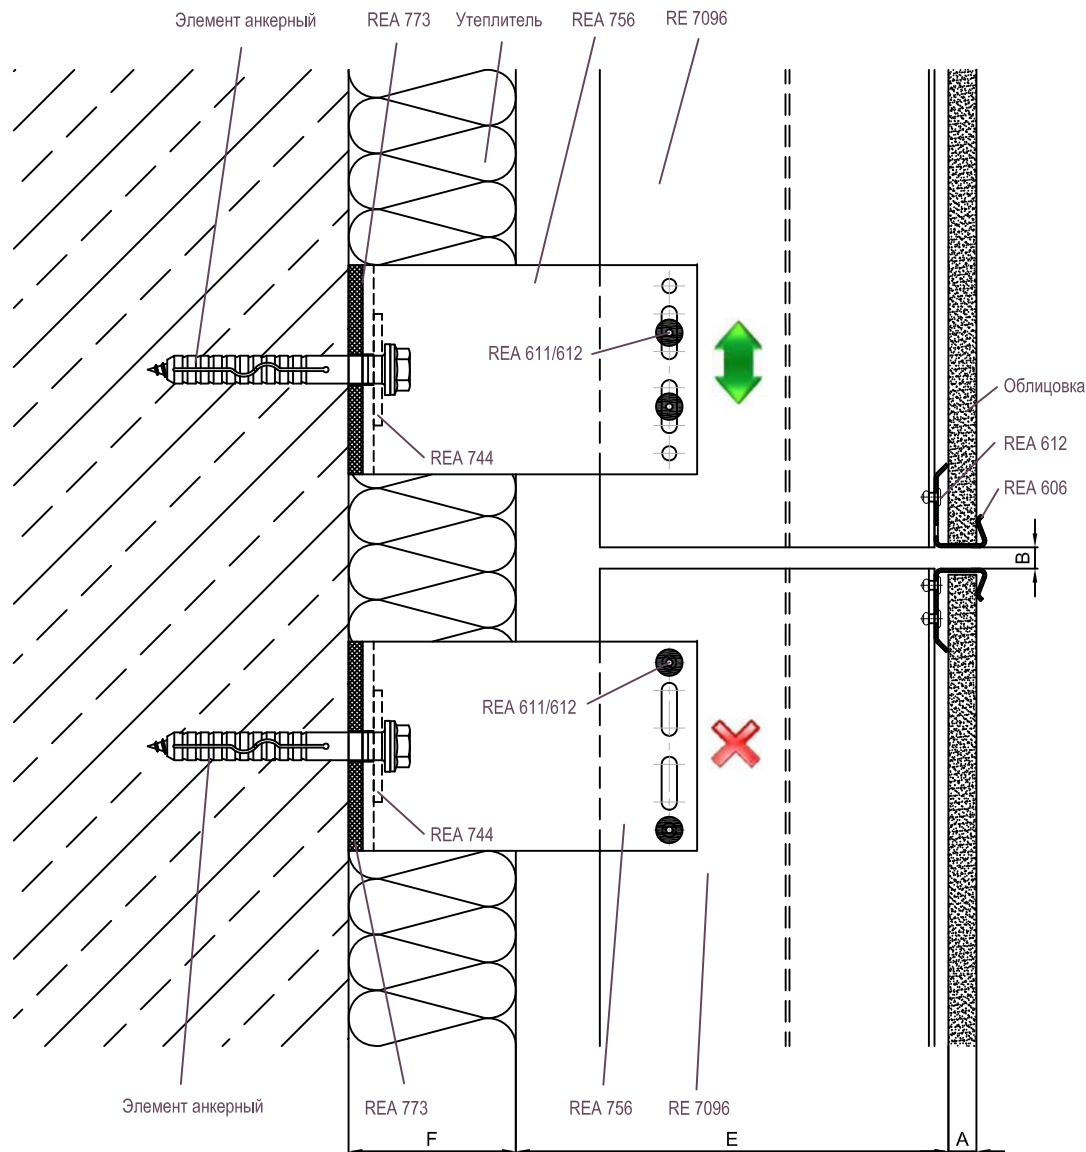 Элемент анкерный
REA 773
Утеплитель
REA 756
RE 7096
REA 611/612
Облицовка
REA 744
REA 612
REA 606
B
REA 611/612
REA 744
Элемент анкерный
REA 773
REA 756
RE 7096
F
E
A